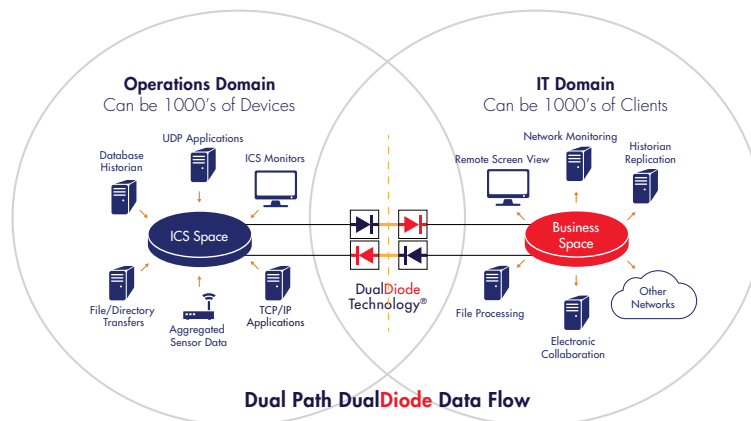 Operations Domain
Can be 1000's of Devices
IT Domain
Can be 1000's of Clients
UDP Applications
Database
Historian
ICS Monitors
ICS Space
File/Directory
Transfers
Aggregated
Sensor Data
TCP/IP
Applications
DualDiode
Technology®
Network Monitoring
Remote Screen View
Historian
Replication
Business
Space
File Processing
Electronic
Collaboration
Other
Networks
Dual Path DualDiode Data Flow